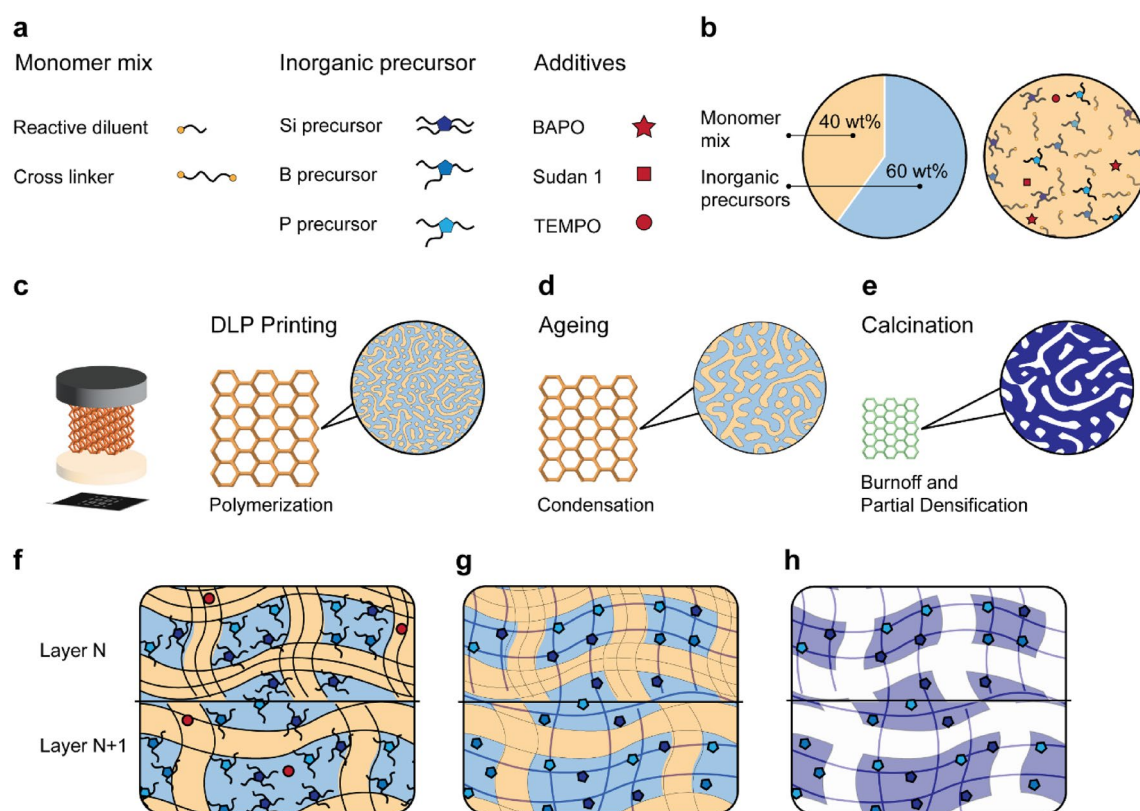 a
Monomer mix
Reactive diluent
Cross linker
Inorganic precursor
Si precursor
B precursor
P precursor
Additives
BAPO
Sudan 1
TEMPO
b
Monomer
mix
40 wt%
Inorganic
precursors
60 wt%
c
DLP Printing
Polymerization
d
Ageing
Condensation
e
Calcination
Burnoff and
Partial Densification
f
g
h
Layer N
Layer N+1